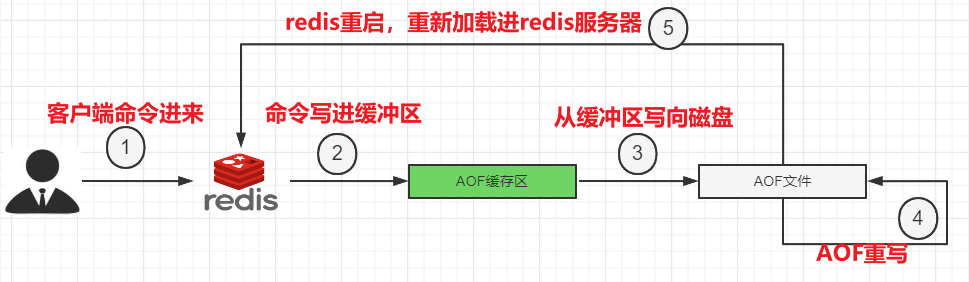 redis重启，重新加载进redis服务器
5
客户端命令进来
1
命令写进缓冲区
2
从缓冲区写向磁盘
3
redis
AOF缓存区
AOF文件
4
AOF重写